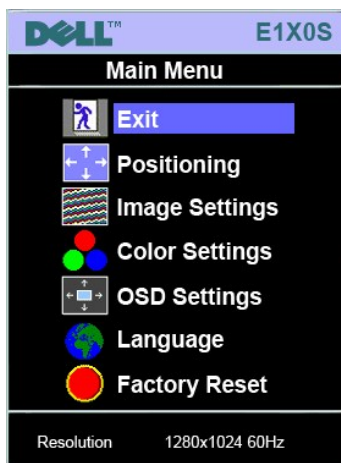 DELL™ E1X0S
Main Menu
Exit
Positioning
Image Settings
Color Settings
OSD Settings
Language
Factory Reset
Resolution 1280x1024 60Hz